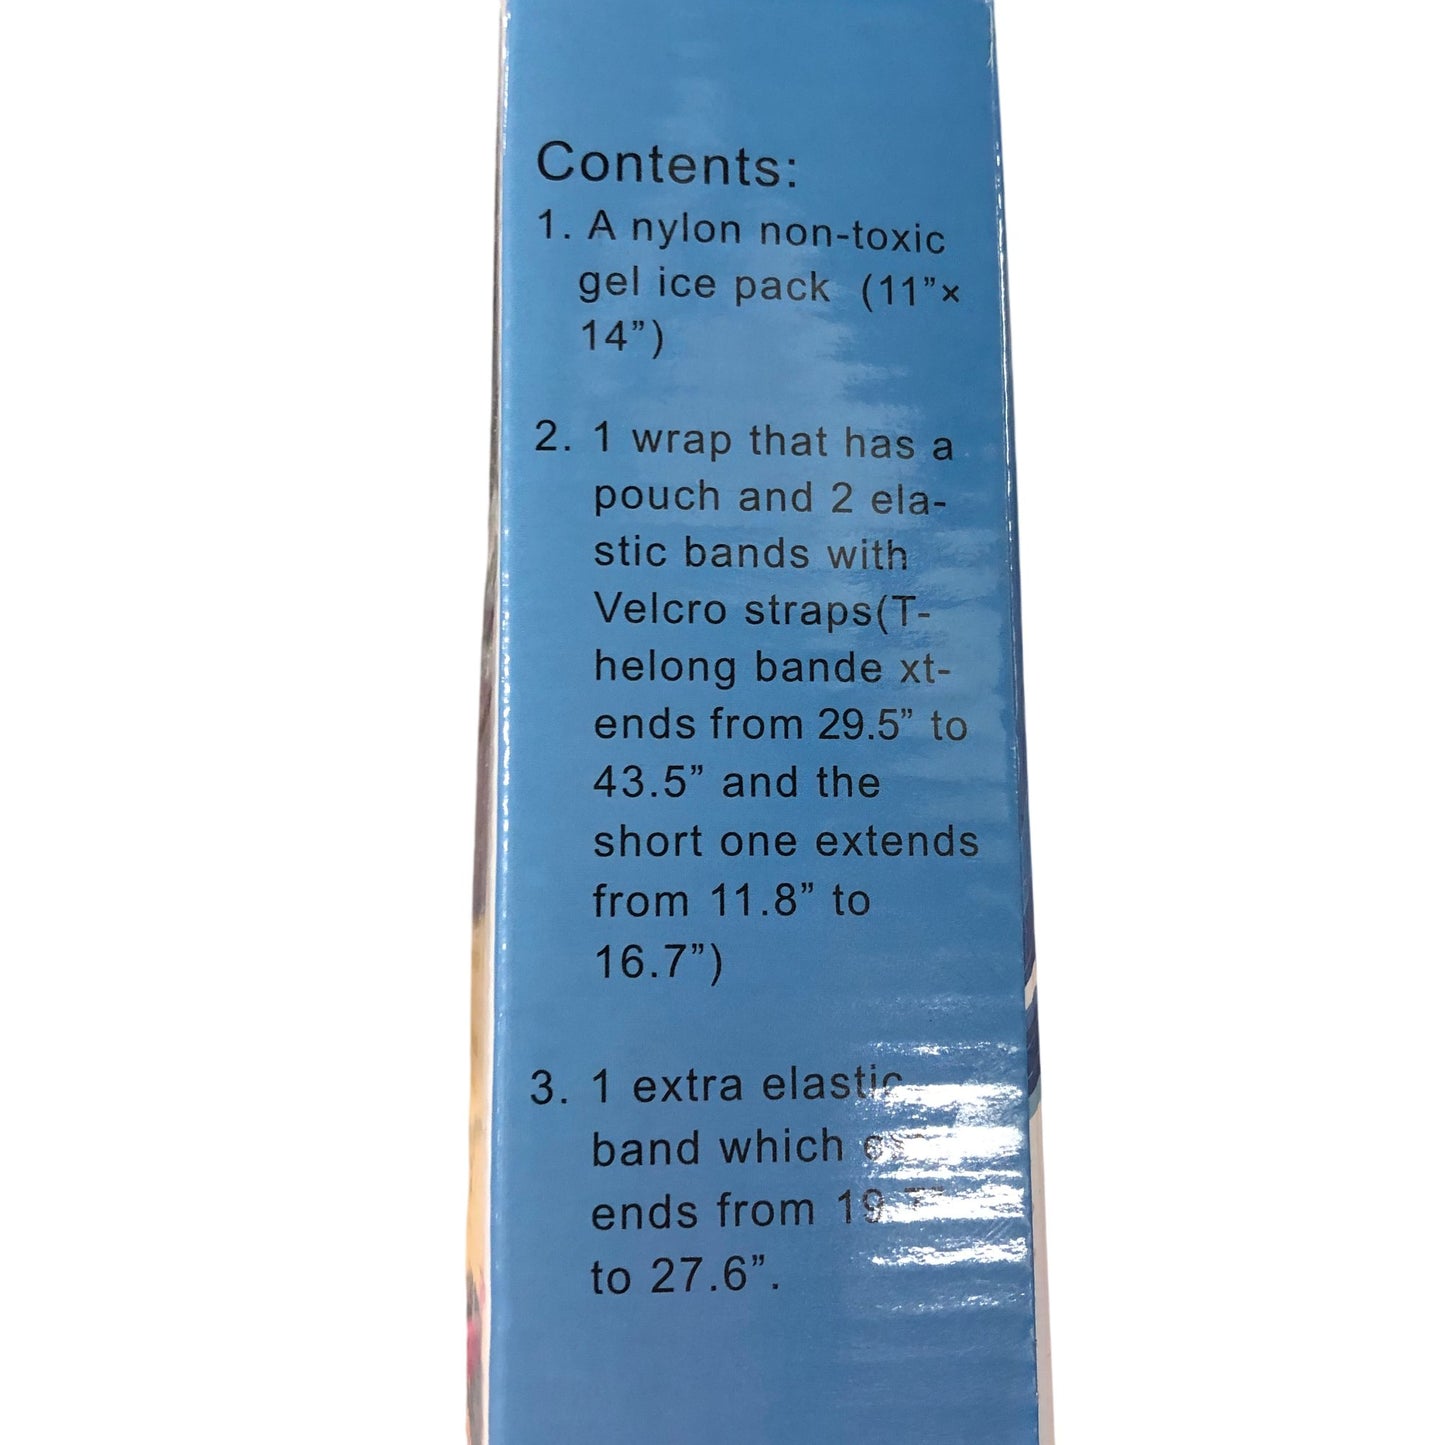 Contents:
1. A nylon non-toxic
gel ice pack (11”×
14”)
2. 1 wrap that has a
pouch and 2 ela-
stic bands with
Velcro straps(T-
helong bande xt-
ends from 29.5” to
43.5” and the
short one extends
from 11.8” to
16.7”)
3. 1 extra elastic
band which
ends from
to 27.6”.